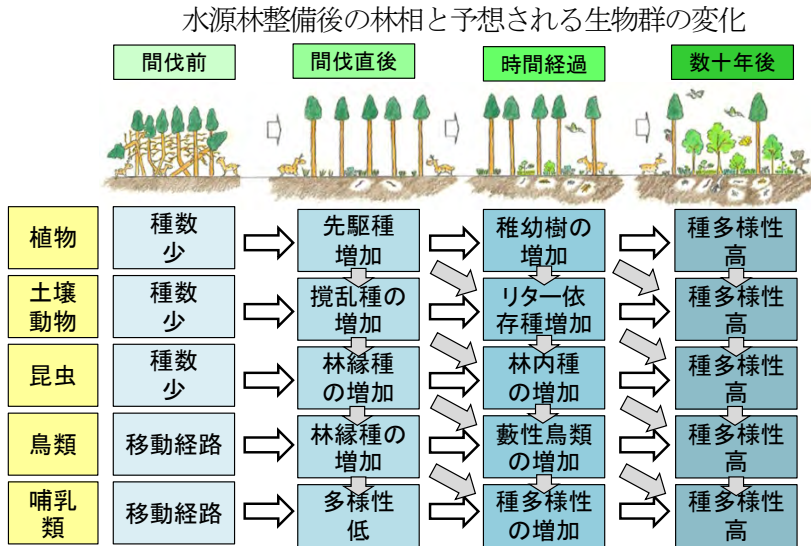 水源林整備後の林相と予想される生物群の変化
間伐前
間伐直後
時間経過
数十年後
植物
種数
少
先駆種
増加
稚幼樹の
増加
種多様性
高
土壌
動物
種数
少
撹乱種の
増加
リター依
存種増加
種多様性
高
昆虫
種数
少
林縁種
の増加
林内種
の増加
種多様性
高
鳥類
移動経路
林縁種の
増加
藪性鳥類
の増加
種多様性
高
哺乳
類
移動経路
多様性
低
種多様性
の増加
種多様性
高